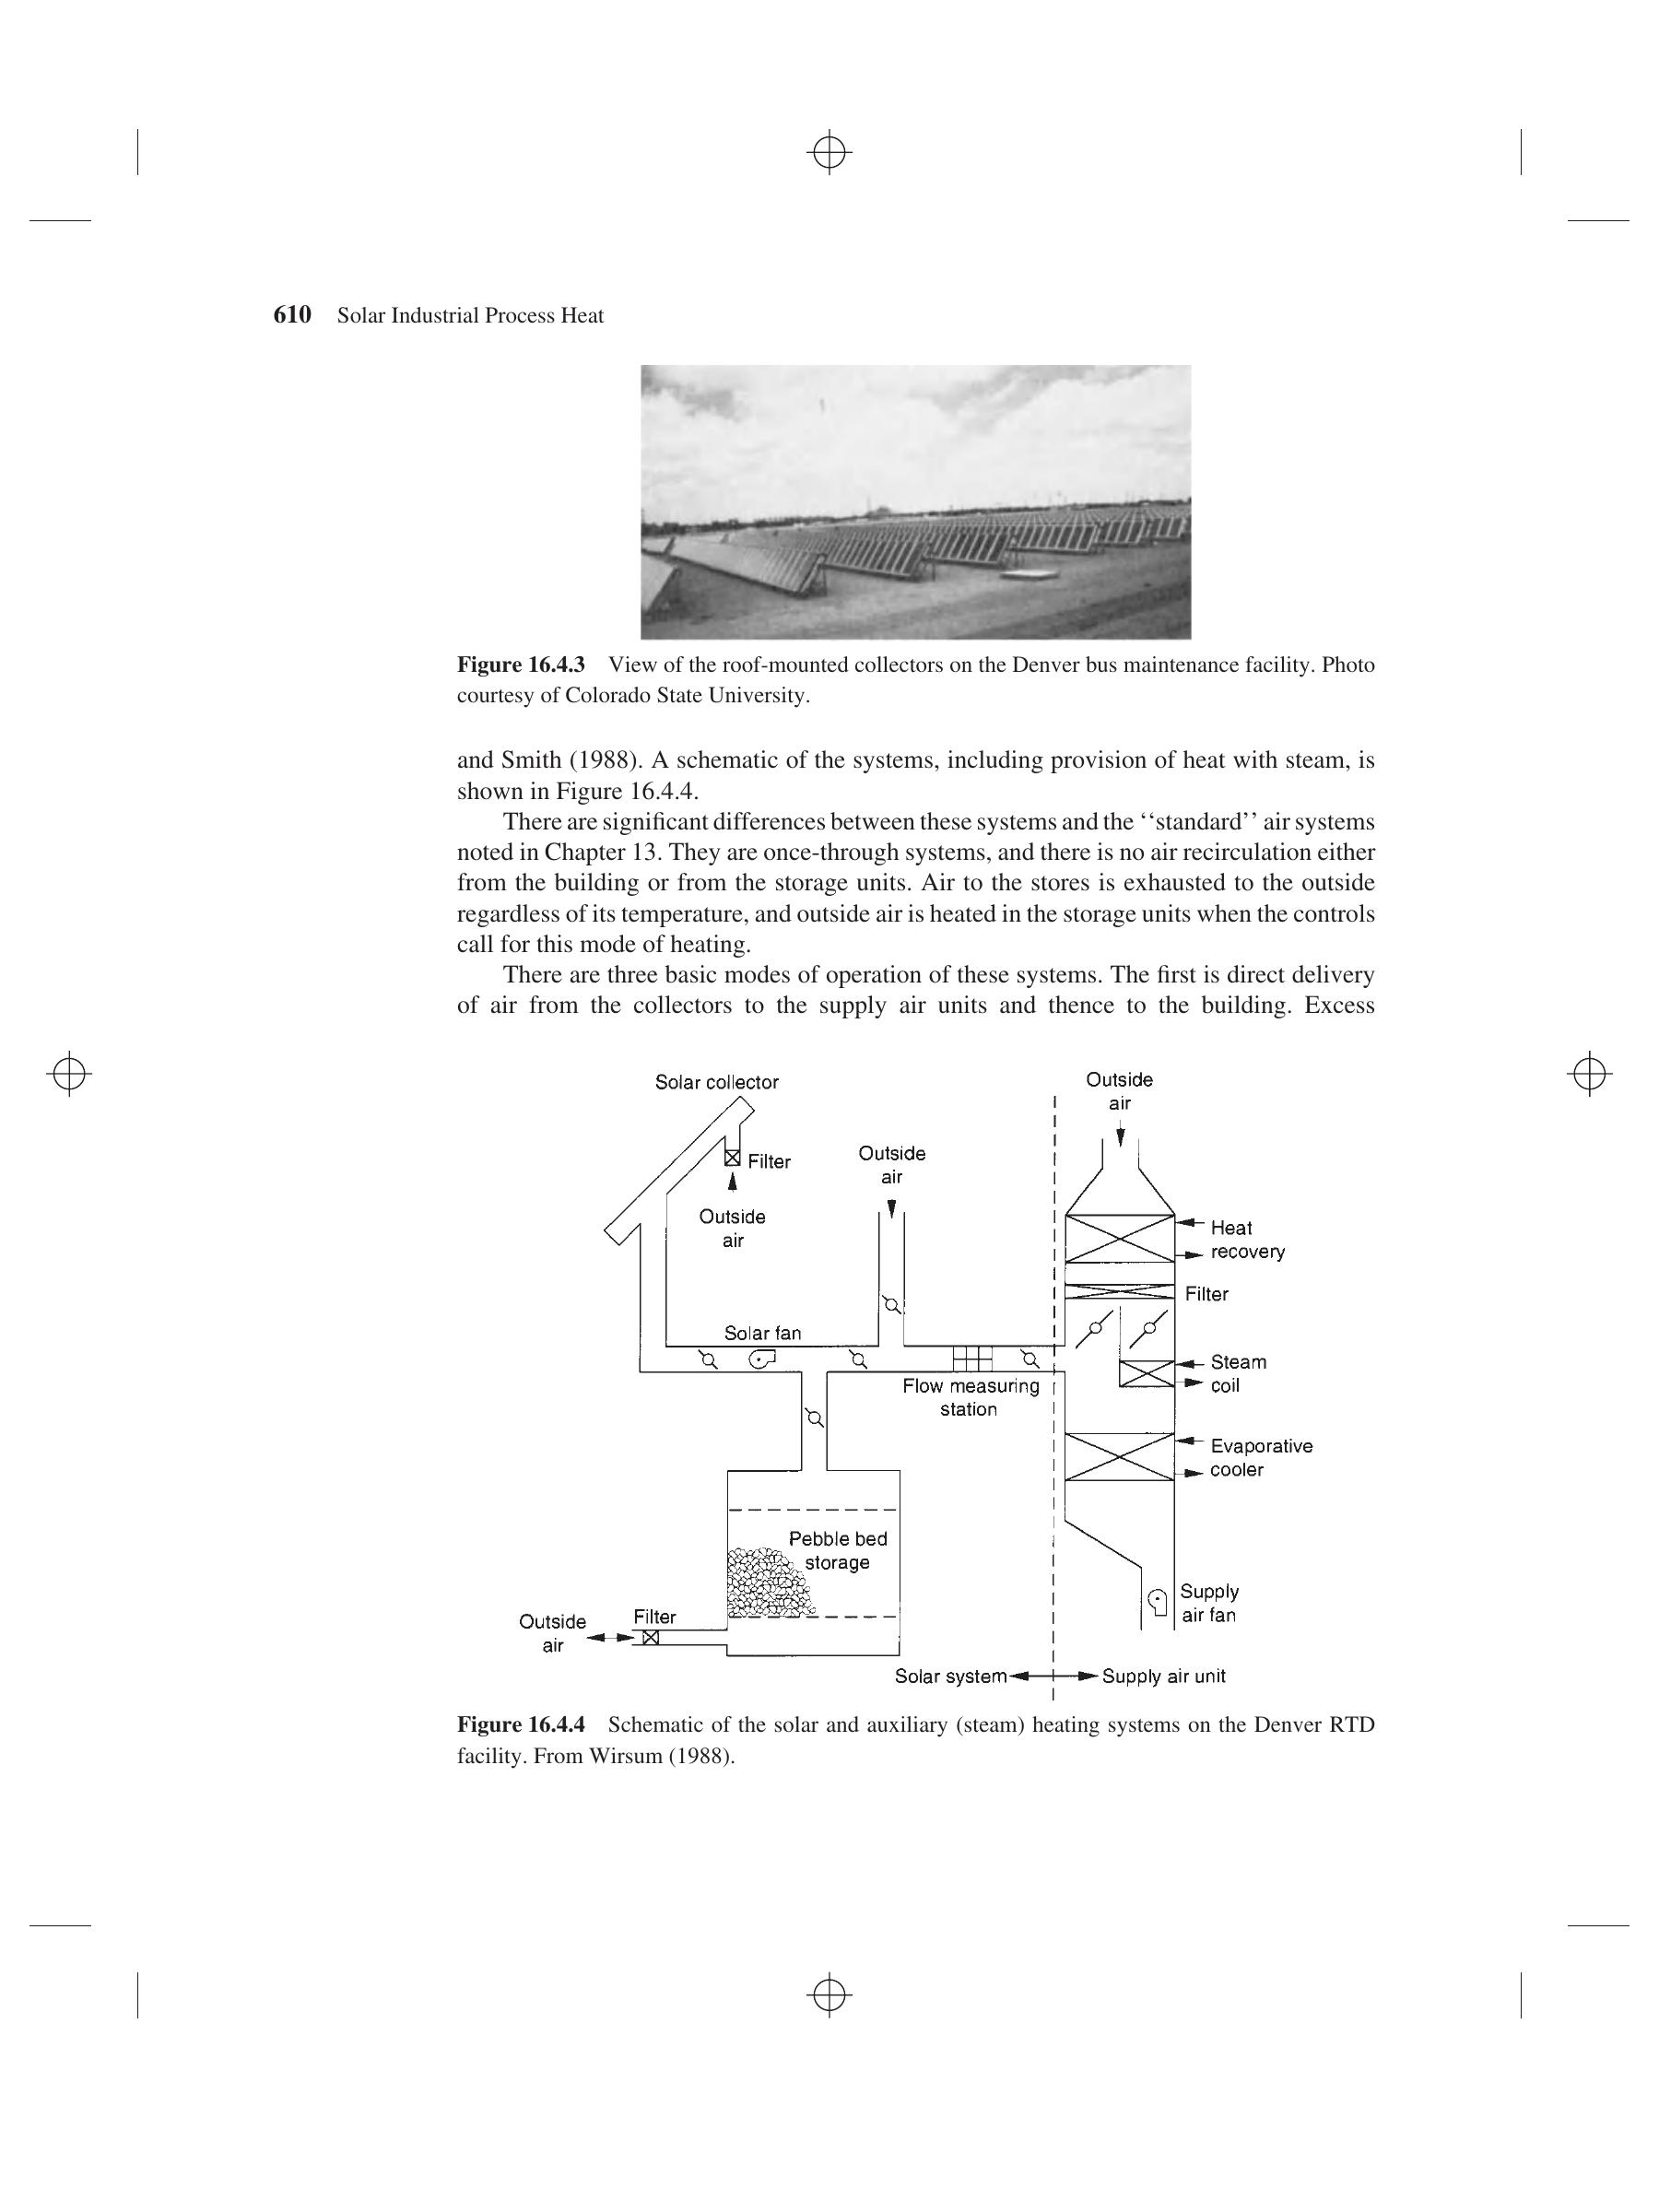 610 Solar Industrial Process Heat
Figure 16.4.3 View of the roof-mounted collectors on the Denver bus maintenance facility. Photo
courtesy of Colorado State University.
and Smith (1988). A schematic of the systems, including provision of heat with steam, is
shown in Figure 16.4.4.
There are significant differences between these systems and the ‘‘standard’’ air systems
noted in Chapter 13. They are once-through systems, and there is no air recirculation either
from the building or from the storage units. Air to the stores is exhausted to the outside
regardless of its temperature, and outside air is heated in the storage units when the controls
call for this mode of heating.
There are three basic modes of operation of these systems. The first is direct delivery
of air from the collectors to the supply air units and thence to the building. Excess
Solar collector
Outside
air
Filter
Outside
air
Outside
air
Heat
recovery
Filter
Solar fan
Steam
coil
Flow measuring
station
Evaporative
cooler
Pebble bed
storage
Supply
air fan
Outside
air
Filter
Solar system
Supply air unit
Figure 16.4.4 Schematic of the solar and auxiliary (steam) heating systems on the Denver RTD
facility. From Wirsum (1988).